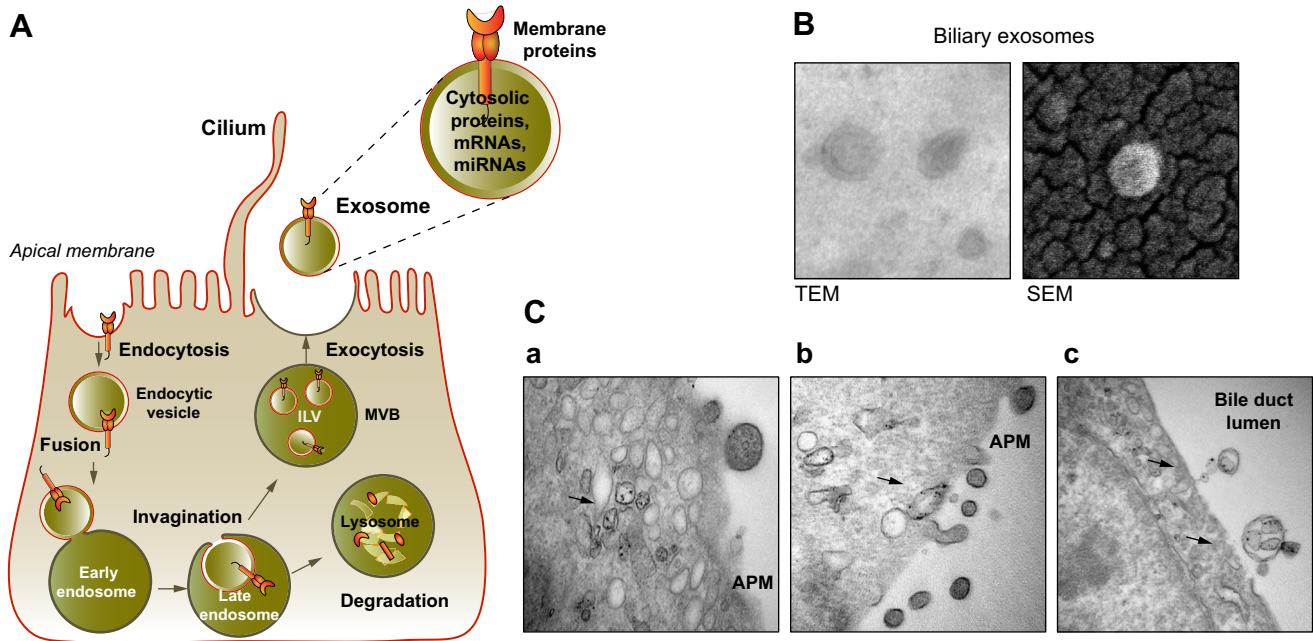 A
Membrane
proteins
Cytosolic
proteins,
mRNAs,
miRNAs
Cilium
Exosome
Apical membrane
Endocytosis
Exocytosis
Endocytic
vesicle
ILV
MVB
Fusion
Invagination
Lysosome
Early
endosome
Late
endosome
Degradation
B
Biliary exosomes
TEM
SEM
C
a
APM
b
APM
c
Bile duct
lumen